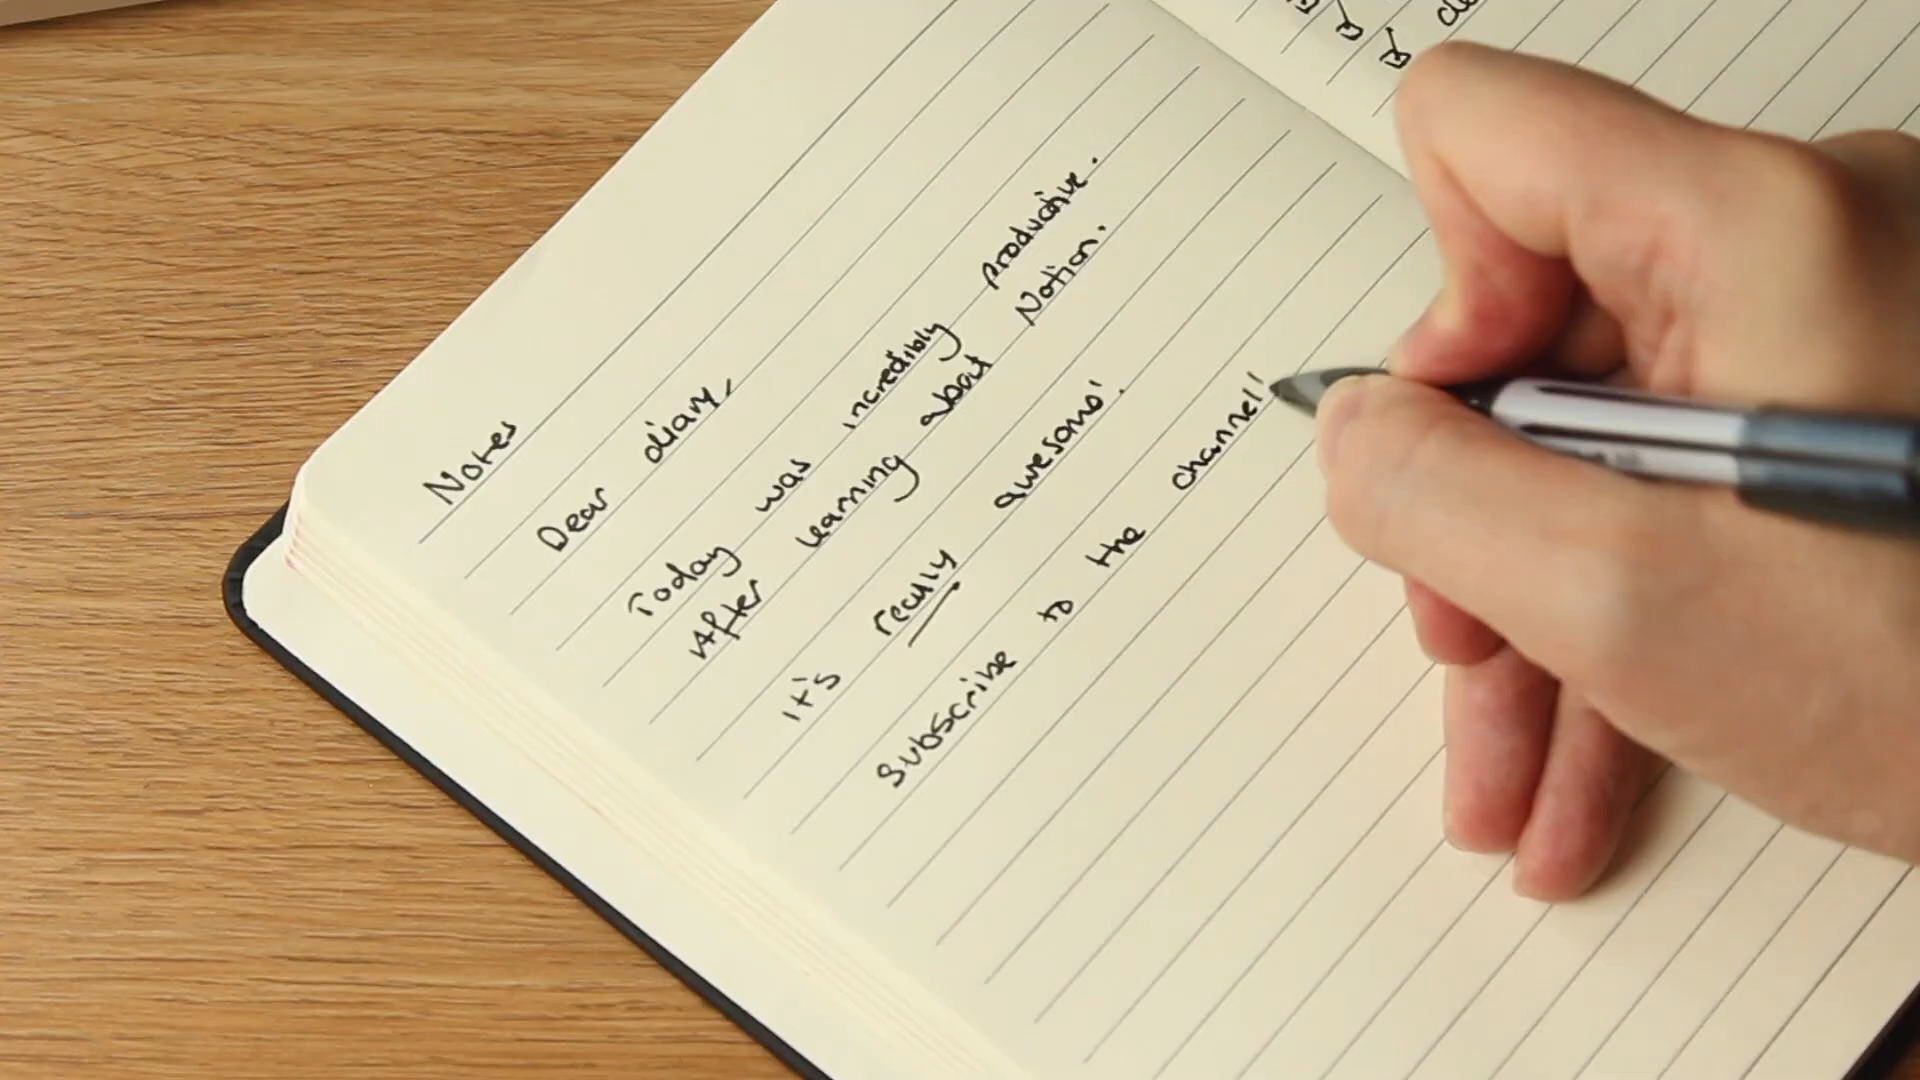 Notes
Dear diary,
Today was incredibly productive.
After learning about Notion.
It's really awesome!
Subscribe to the channel!